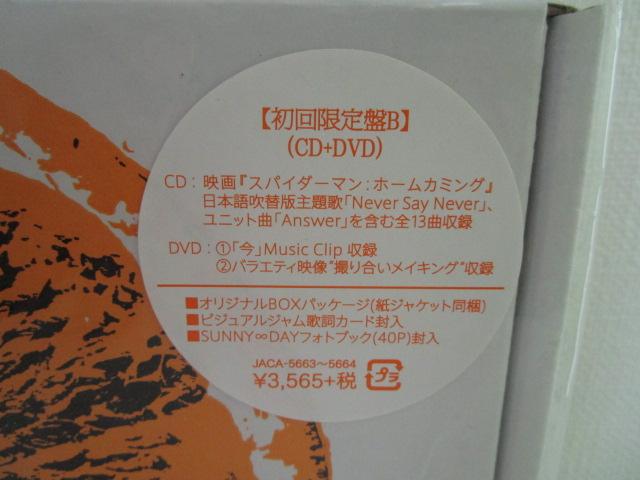 【初回限定盤B】
(CD+DVD)
CD：映画『スパイダーマン：ホームカミング』
日本語吹替版主題歌「Never Say Never」、
ユニット曲「Answer」を含む全13曲収録
DVD：①「今」Music Clip 収録
②バラエティ映像"撮り合いメイキング"収録
■オリジナルBOXパッケージ(紙ジャケット同梱)
■ビジュアルジャム歌詞カード封入
■SUNNY∞DAYフォトブック(40P)封入
JACA-5663〜5664
¥3,565+税 プラ